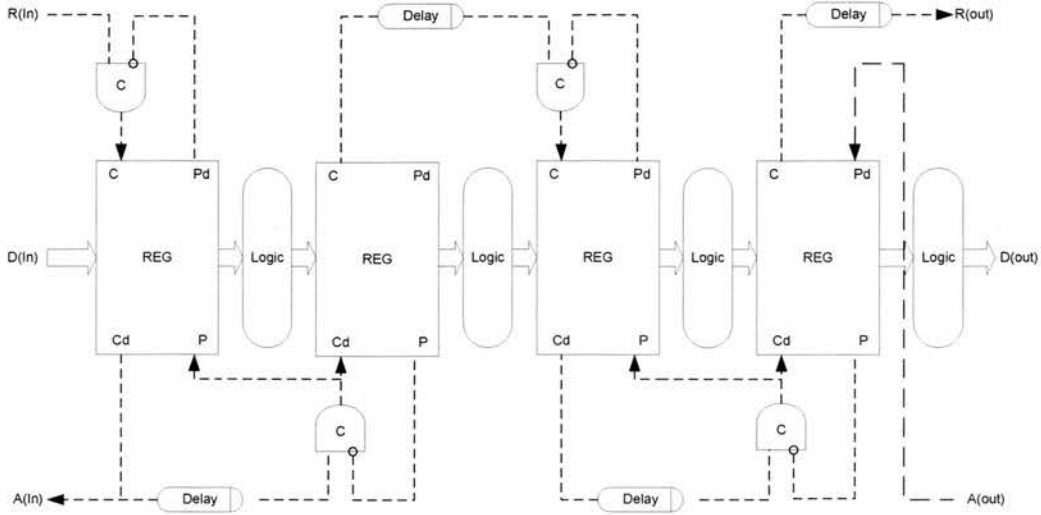 R(In)
Delay
Delay
R(out)
C
C
C
Pd
C
Pd
C
Pd
C
Pd
D(In)
REG
Logic
REG
Logic
REG
Logic
REG
Logic
D(out)
Cd
P
Cd
P
Cd
P
Cd
P
C
C
A(In)
Delay
Delay
A(out)